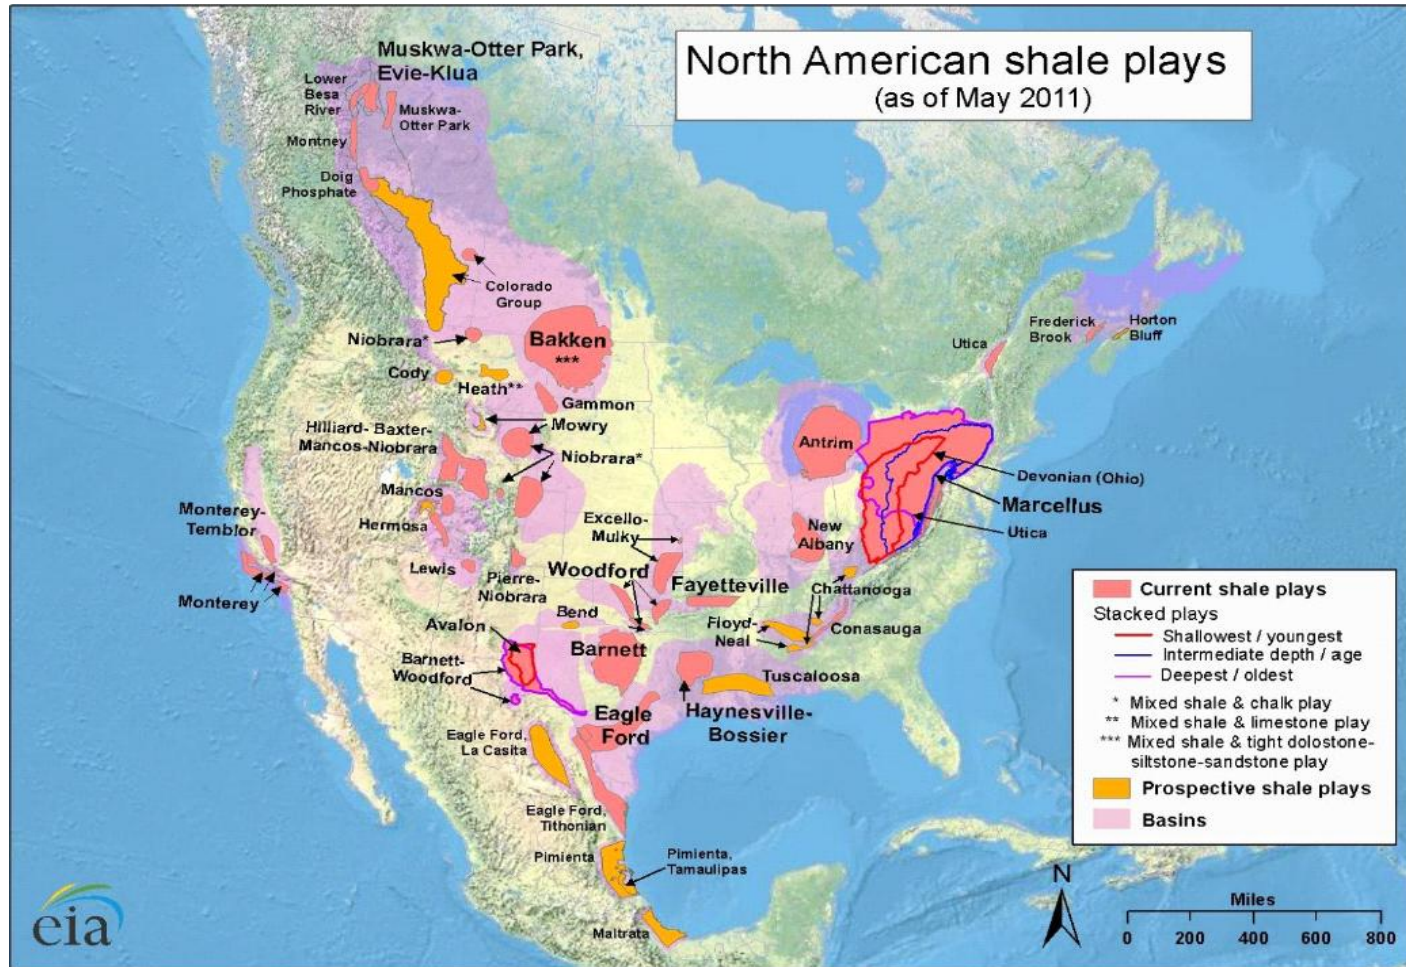 North American shale plays
(as of May 2011)
Muskwa-Otter Park,
Evie-Klua
Lower
Besa
River
Muskwa-
Otter Park
Montney
Doig
Phosphate
Colorado
Group
Niobrara*
Bakken
***
Cody
Heath**
Gammon
Mowry
Hilliard- Baxter-
Mancos-Niobrara
Niobrara*
Mancos
Hermosa
Monterey-
Temblor
Monterey
Lewis
Pierre-
Niobrara
Excello-
Mulky
Woodford
Fayetteville
Bend
Avalon
Barnett-
Woodford
Barnett
Eagle
Ford
Haynesville-
Bossier
Tuscaloosa
Floyd-
Neal
Conasauga
Chattanooga
New
Albany
Antrim
Devonian (Ohio)
Marcellus
Utica
Utica
Frederick
Brook
Horton
Bluff
Eagle Ford,
La Casita
Eagle Ford,
Tithonian
Pimienta
Pimienta,
Tamaulipas
Maltrata
Current shale plays
Stacked plays
Shallowest / youngest
Intermediate depth / age
Deepest / oldest
* Mixed shale & chalk play
** Mixed shale & limestone play
*** Mixed shale & tight dolostone-
siltstone-sandstone play
Prospective shale plays
Basins
N
Miles
0 200 400 600 800
eia